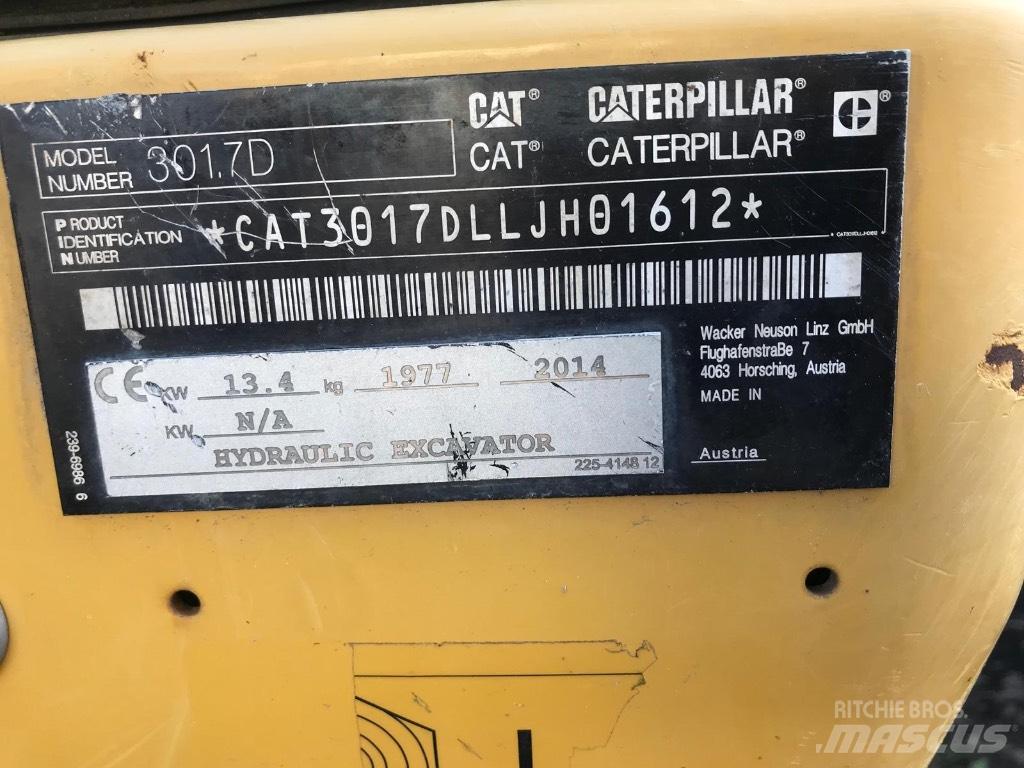 CAT® CATERPILLAR® ®
CAT® CATERPILLAR®
MODEL NUMBER 301.7D
PRODUCT IDENTIFICATION NUMBER *CAT3017DLLJH01612*
* CAT3017DLLJH01612
Wacker Neuson Linz GmbH
Flughafenstraße 7
4063 Horsching, Austria
MADE IN
Austria
CE KW 13.4 kg 1977 2014
KW N/A
HYDRAULIC EXCAVATOR
225-4148 12
239-6986 6
RITCHIE BROS.
MASCUS